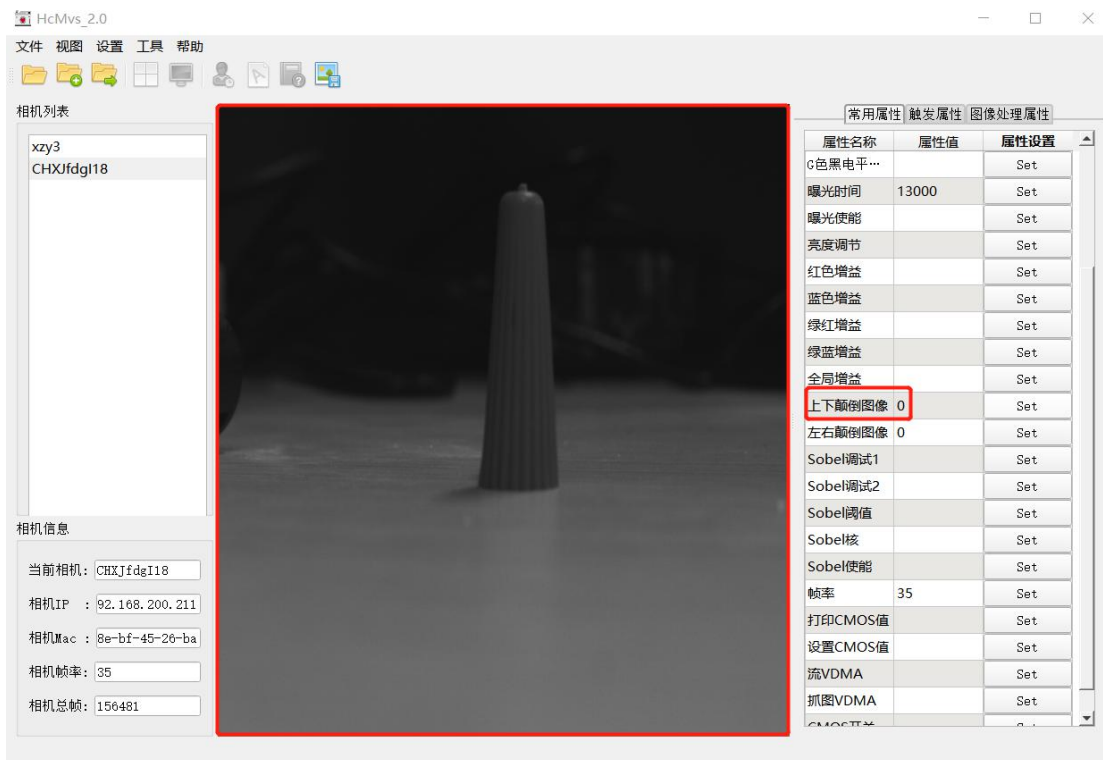 HcMvs_2.0
文件 视图 设置 工具 帮助
相机列表
xzy3
CHXJfdgI18
相机信息
当前相机: CHXJfdgI18
相机IP : 92.168.200.211
相机Mac : 8e-bf-45-26-ba
相机帧率: 35
相机总帧: 156481
常用属性 触发属性 图像处理属性
属性名称 属性值 属性设置
G色黑电平… Set
曝光时间 13000 Set
曝光使能 Set
亮度调节 Set
红色增益 Set
蓝色增益 Set
绿红增益 Set
绿蓝增益 Set
全局增益 Set
上下颠倒图像 0 Set
左右颠倒图像 0 Set
Sobel调试1 Set
Sobel调试2 Set
Sobel阈值 Set
Sobel核 Set
Sobel使能 Set
帧率 35 Set
打印CMOS值 Set
设置CMOS值 Set
流VDMA Set
抓图VDMA Set
CMOS开关